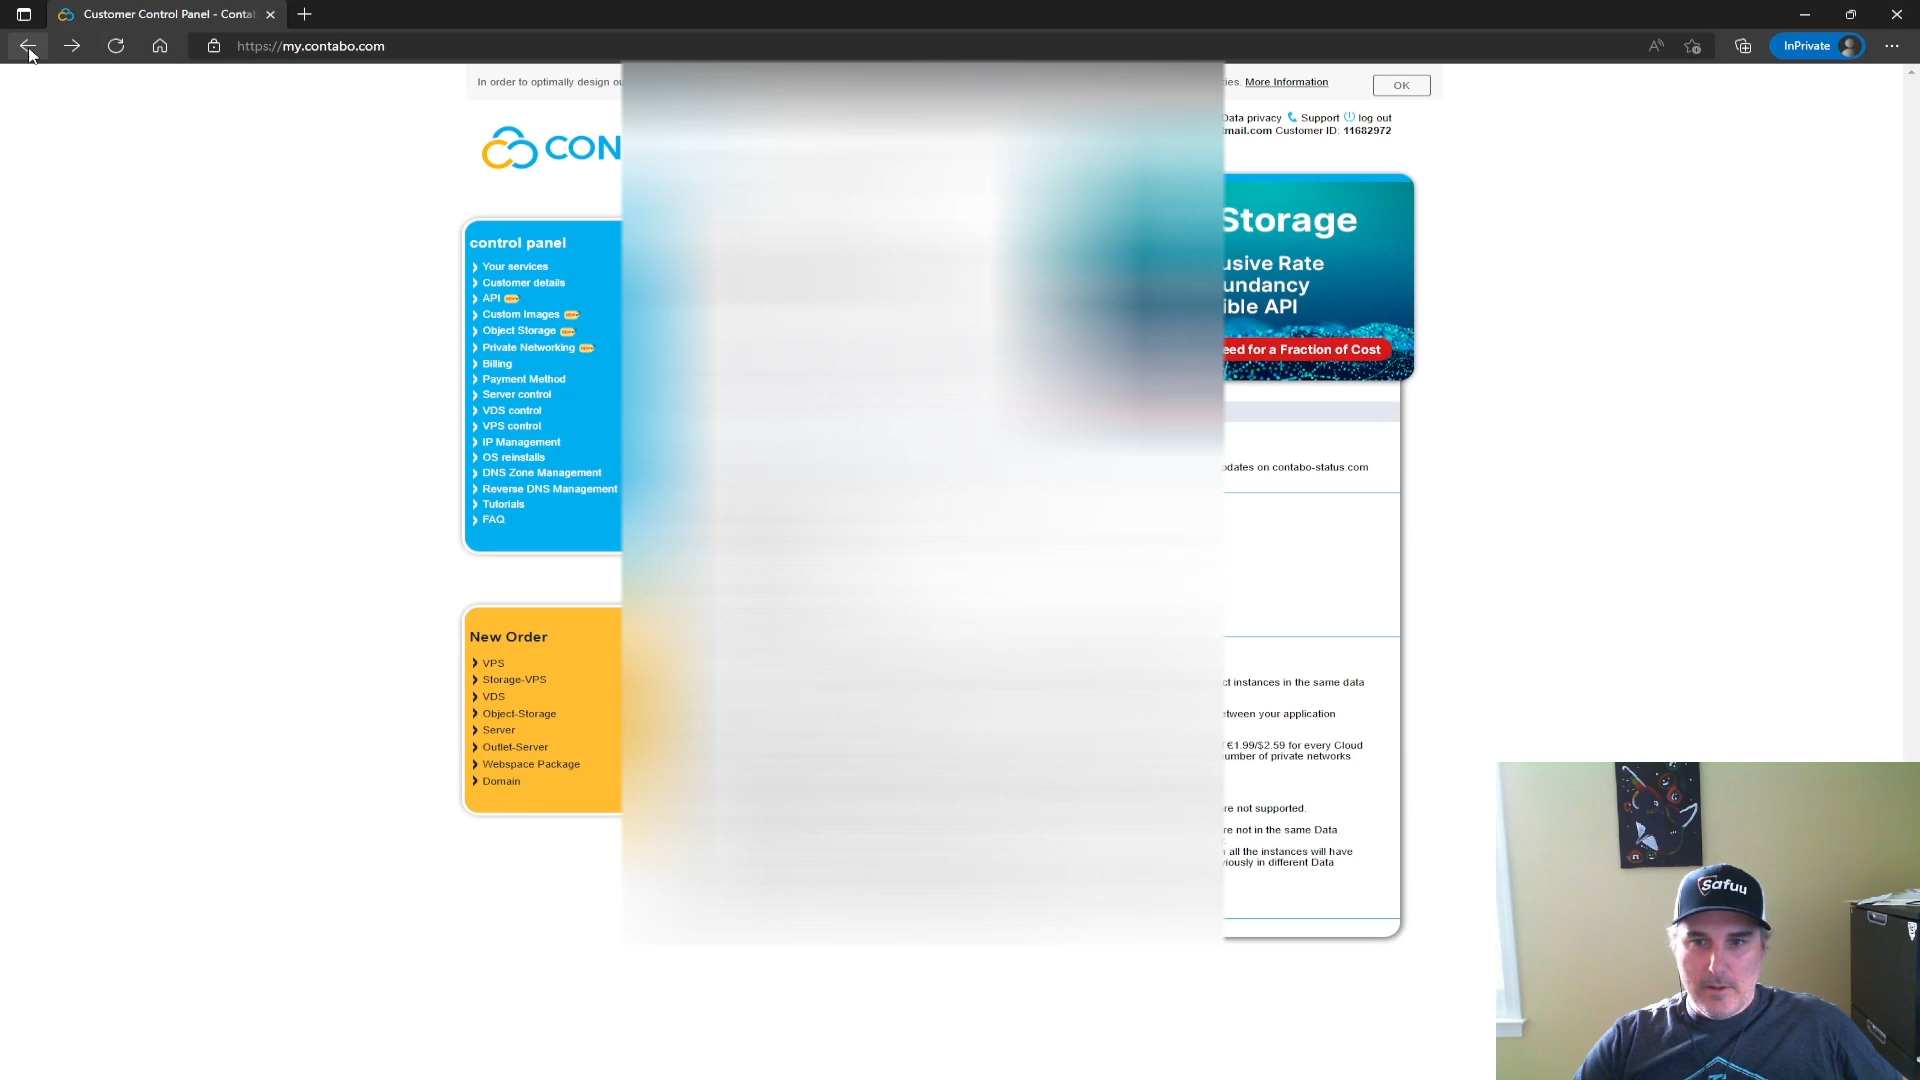 Customer Control Panel - Conta
https://my.contabo.com
InPrivate
In order to optimally design ou
ies. More Information
OK
Data privacy Support log out
mail.com Customer ID: 11682972
CON
Storage
usive Rate
undancy
ible API
eed for a Fraction of Cost
control panel
Your services
Customer details
API
Custom Images
Object Storage
Private Networking
Billing
Payment Method
Server control
VDS control
VPS control
IP Management
OS reinstalls
DNS Zone Management
Reverse DNS Management
Tutorials
FAQ
pdates on contabo-status.com
New Order
VPS
Storage-VPS
VDS
Object-Storage
Server
Outlet-Server
Webspace Package
Domain
ct instances in the same data
etween your application
€1.99/$2.59 for every Cloud
umber of private networks
re not supported.
re not in the same Data
all the instances will have
viously in different Data
Safuu